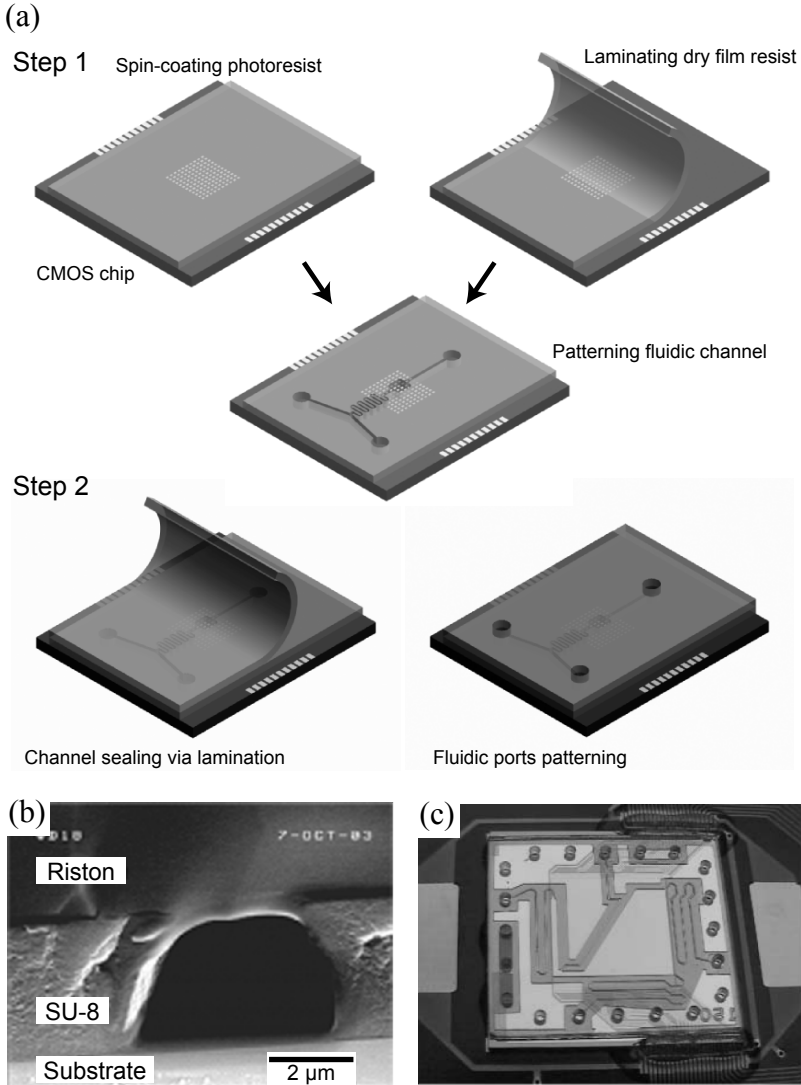 (a)
Step 1
Spin-coating photoresist
Laminating dry film resist
CMOS chip
Patterning fluidic channel
Step 2
Channel sealing via lamination
Fluidic ports patterning
(b)
7-OCT-03
Riston
SU-8
Substrate
2 µm
(c)